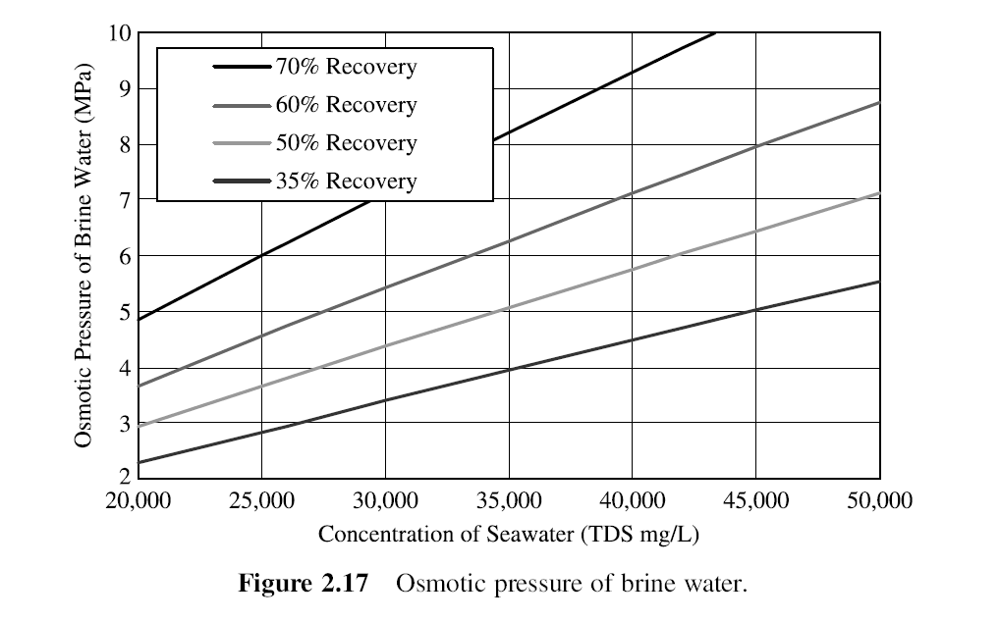 10
9
8
7
6
5
4
3
2
Osmotic Pressure of Brine Water (MPa)
70% Recovery
60% Recovery
50% Recovery
35% Recovery
20,000 25,000 30,000 35,000 40,000 45,000 50,000
Concentration of Seawater (TDS mg/L)
Figure 2.17 Osmotic pressure of brine water.